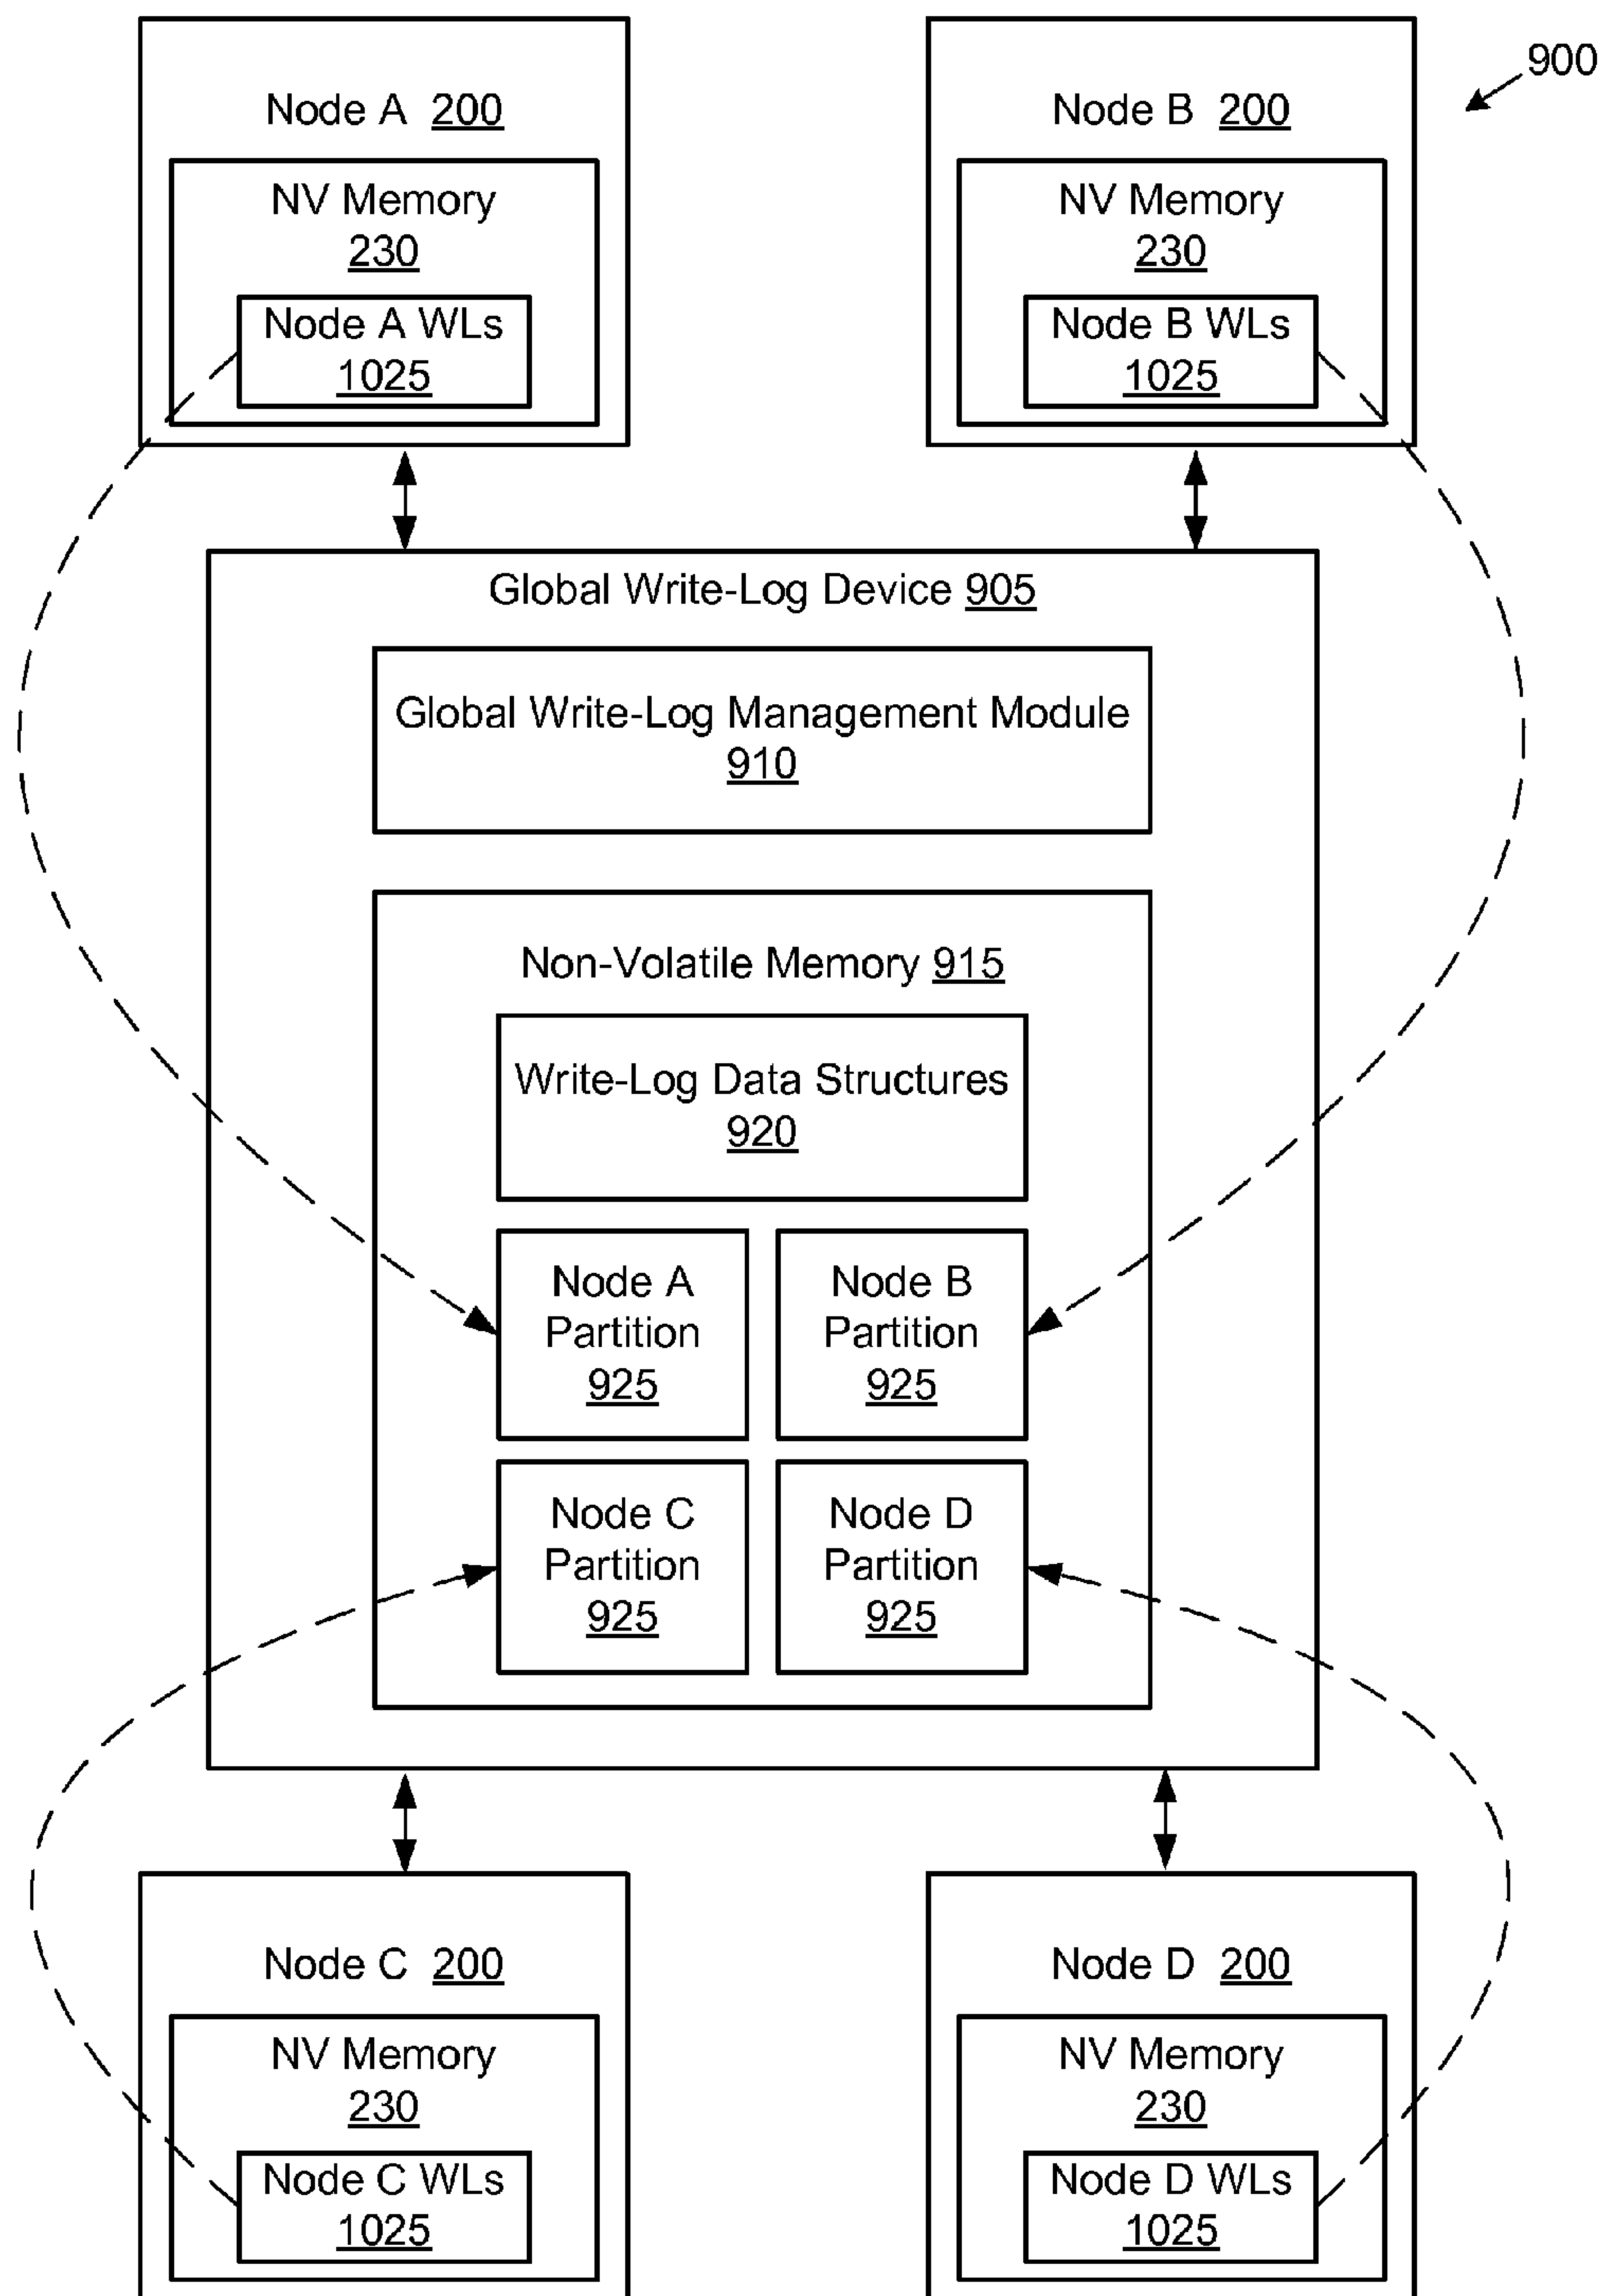 900
Node A 200
NV Memory
230
Node A WLs
1025
Node B 200
NV Memory
230
Node B WLs
1025
Global Write-Log Device 905
Global Write-Log Management Module
910
Non-Volatile Memory 915
Write-Log Data Structures
920
Node A
Partition
925
Node B
Partition
925
Node C
Partition
925
Node D
Partition
925
Node C 200
NV Memory
230
Node C WLs
1025
Node D 200
NV Memory
230
Node D WLs
1025